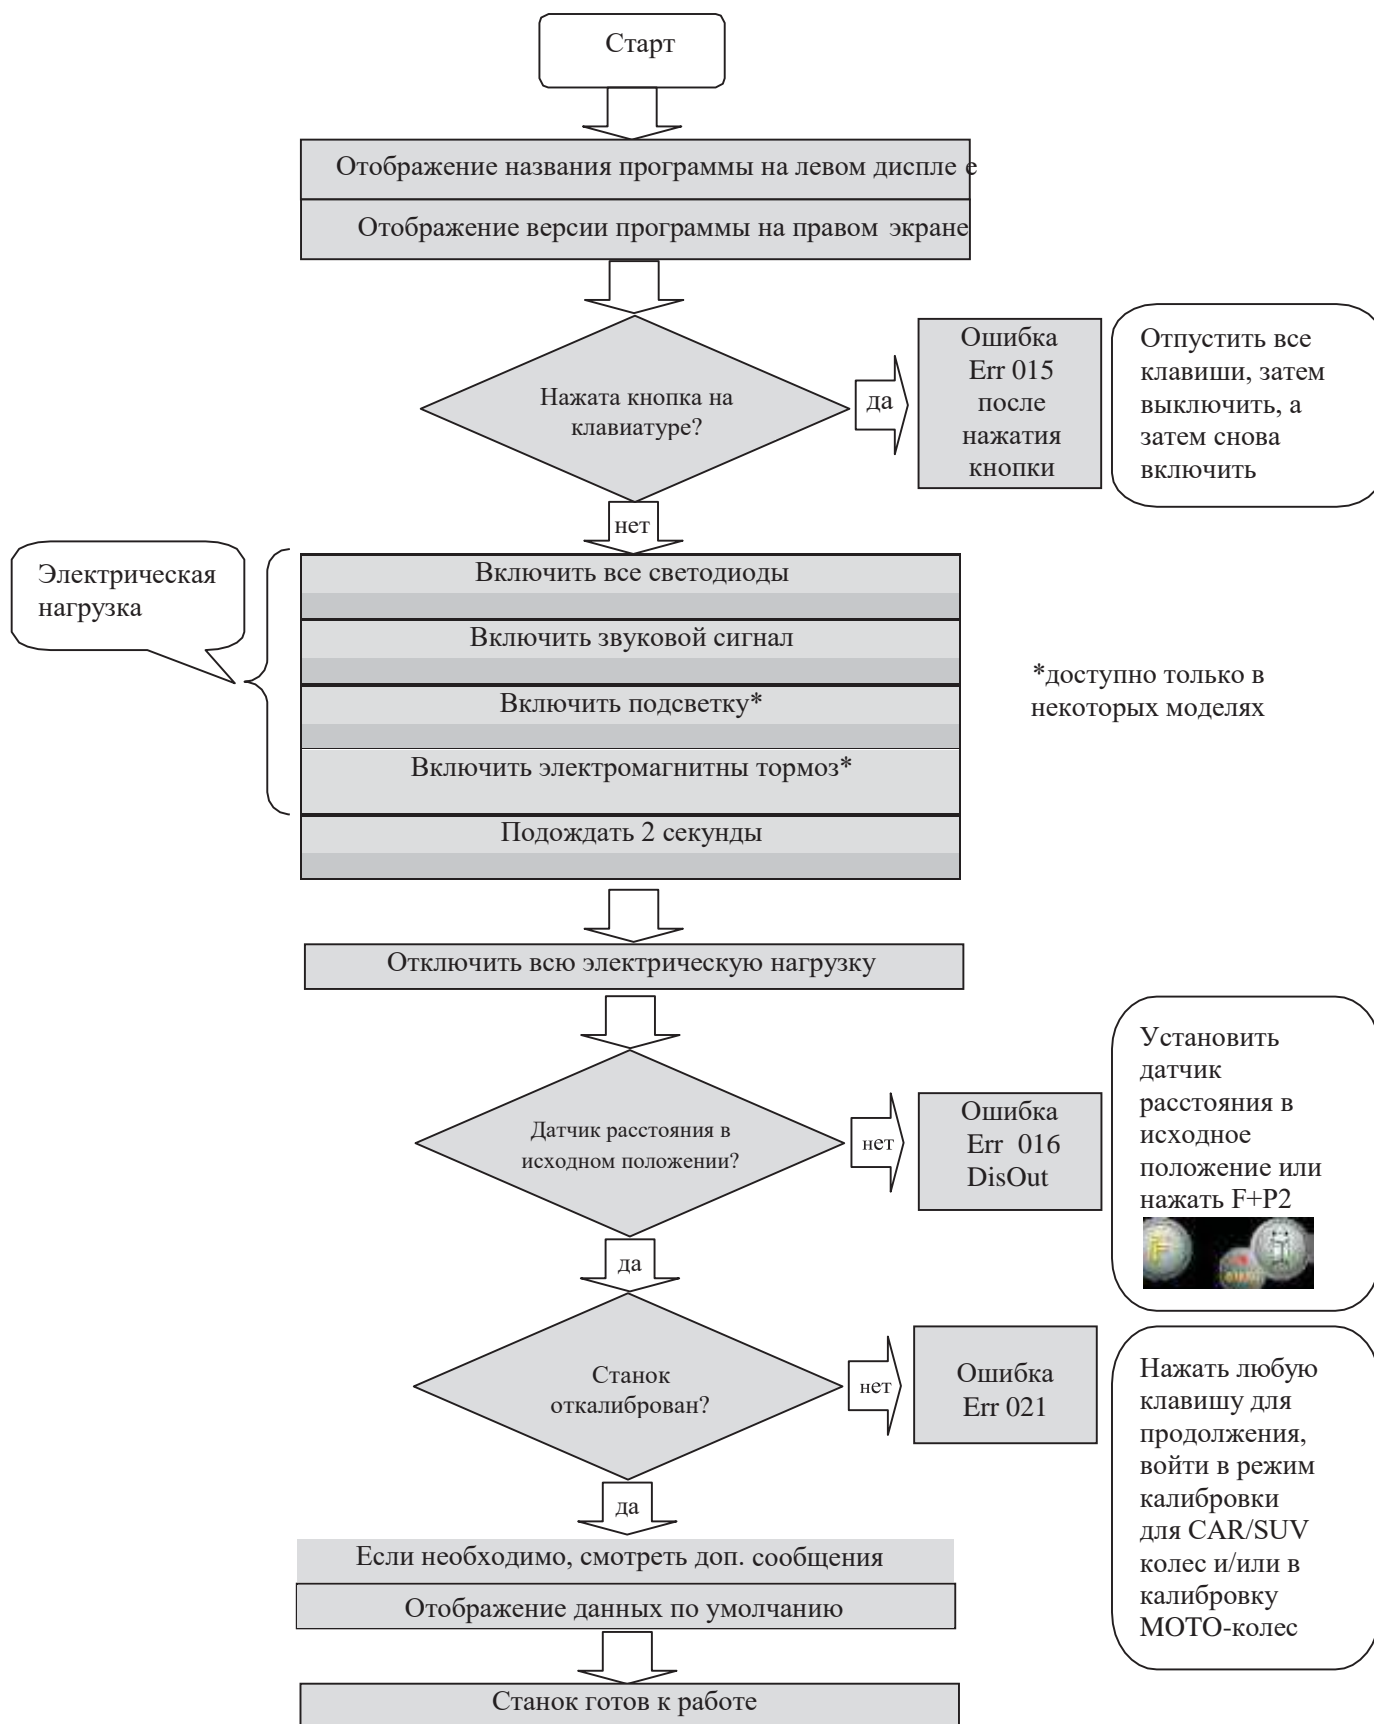 Старт
Отображение названия программы на левом диспле е
Отображение версии программы на правом экране
Нажата кнопка на
клавиатуре?
да
Ошибка
Err 015
после
нажатия
кнопки
Отпустить все
клавиши, затем
выключить, а
затем снова
включить
нет
Электрическая
нагрузка
Включить все светодиоды
Включить звуковой сигнал
Включить подсветку*
Включить электромагнитны тормоз*
Подождать 2 секунды
*доступно только в
некоторых моделях
Отключить всю электрическую нагрузку
Датчик расстояния в
исходном положении?
нет
Ошибка
Err 016
DisOut
Установить
датчик
расстояния в
исходное
положение или
нажать F+P2
F
да
Станок
откалиброван?
нет
Ошибка
Err 021
Нажать любую
клавишу для
продолжения,
войти в режим
калибровки
для CAR/SUV
колес и/или в
калибровку
МОТО-колес
да
Если необходимо, смотреть доп. сообщения
Отображение данных по умолчанию
Станок готов к работе